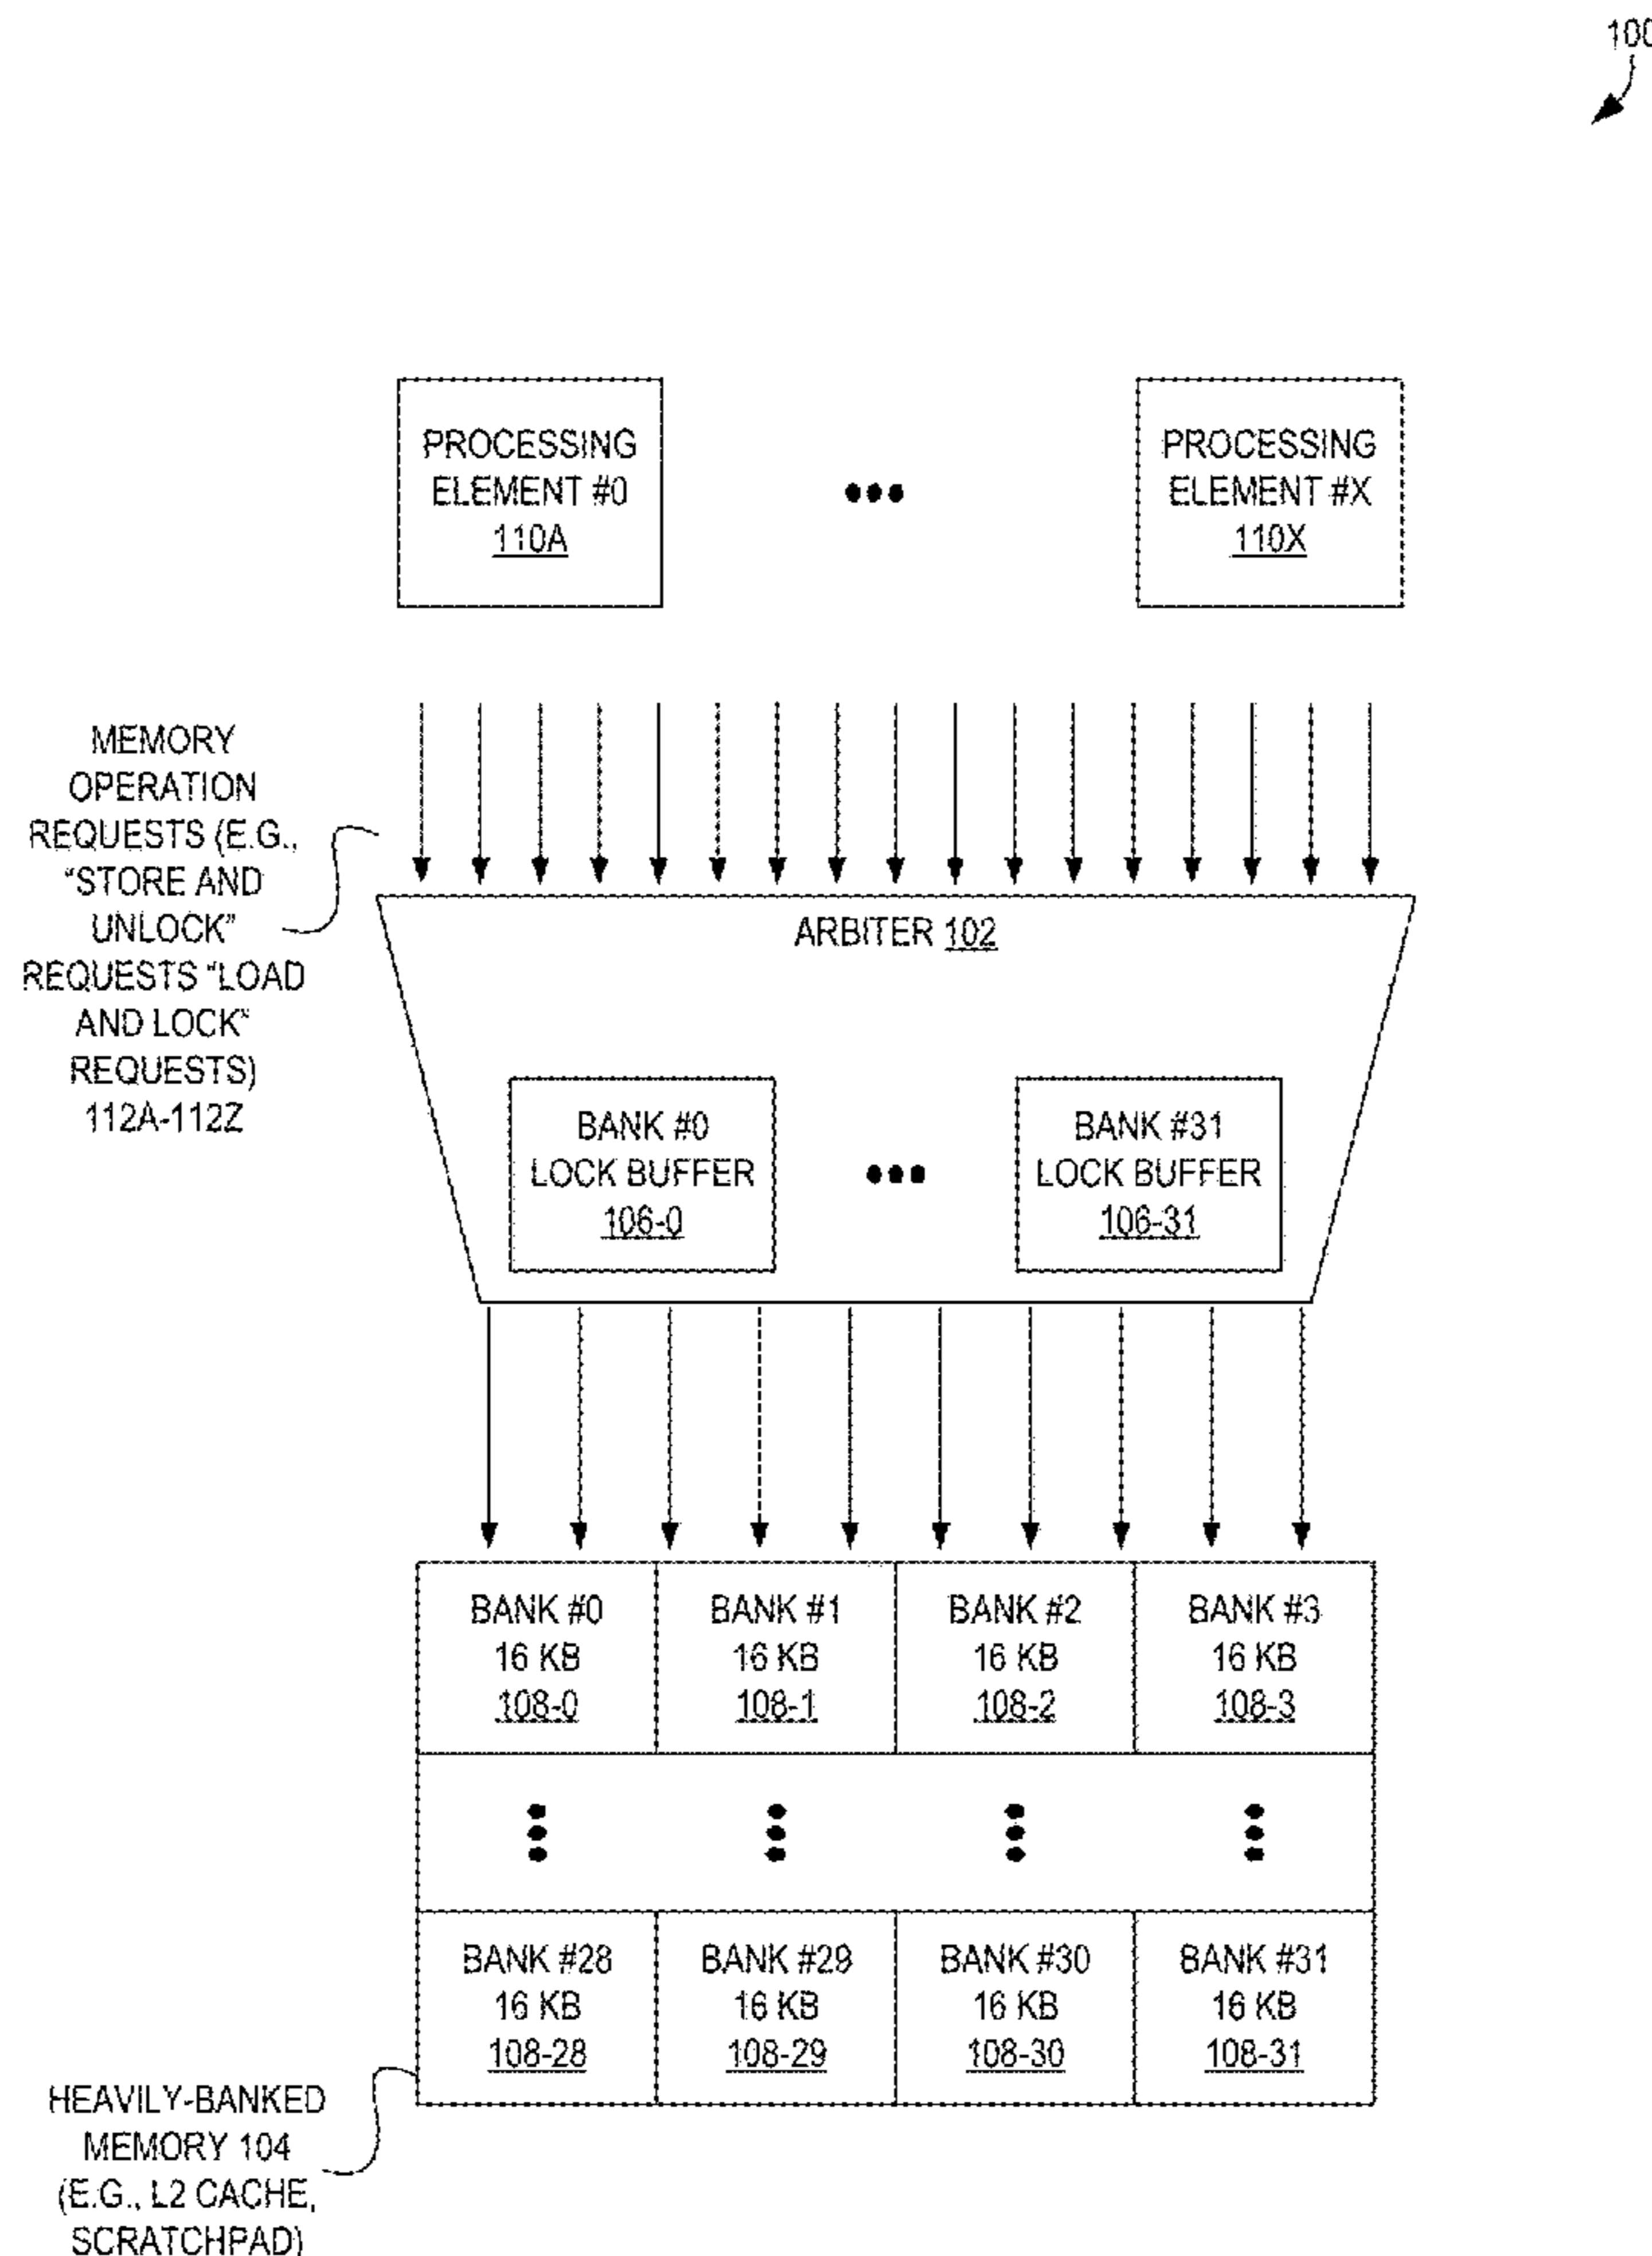 100
PROCESSING
ELEMENT #0
110A
PROCESSING
ELEMENT #X
110X
MEMORY
OPERATION
REQUESTS (E.G.,
"STORE AND
UNLOCK"
REQUESTS "LOAD
AND LOCK"
REQUESTS)
112A-112Z
ARBITER 102
BANK #0
LOCK BUFFER
106-0
BANK #31
LOCK BUFFER
106-31
BANK #0
16 KB
108-0
BANK #1
16 KB
108-1
BANK #2
16 KB
108-2
BANK #3
16 KB
108-3
BANK #28
16 KB
108-28
BANK #29
16 KB
108-29
BANK #30
16 KB
108-30
BANK #31
16 KB
108-31
HEAVILY-BANKED
MEMORY 104
(E.G., L2 CACHE,
SCRATCHPAD)